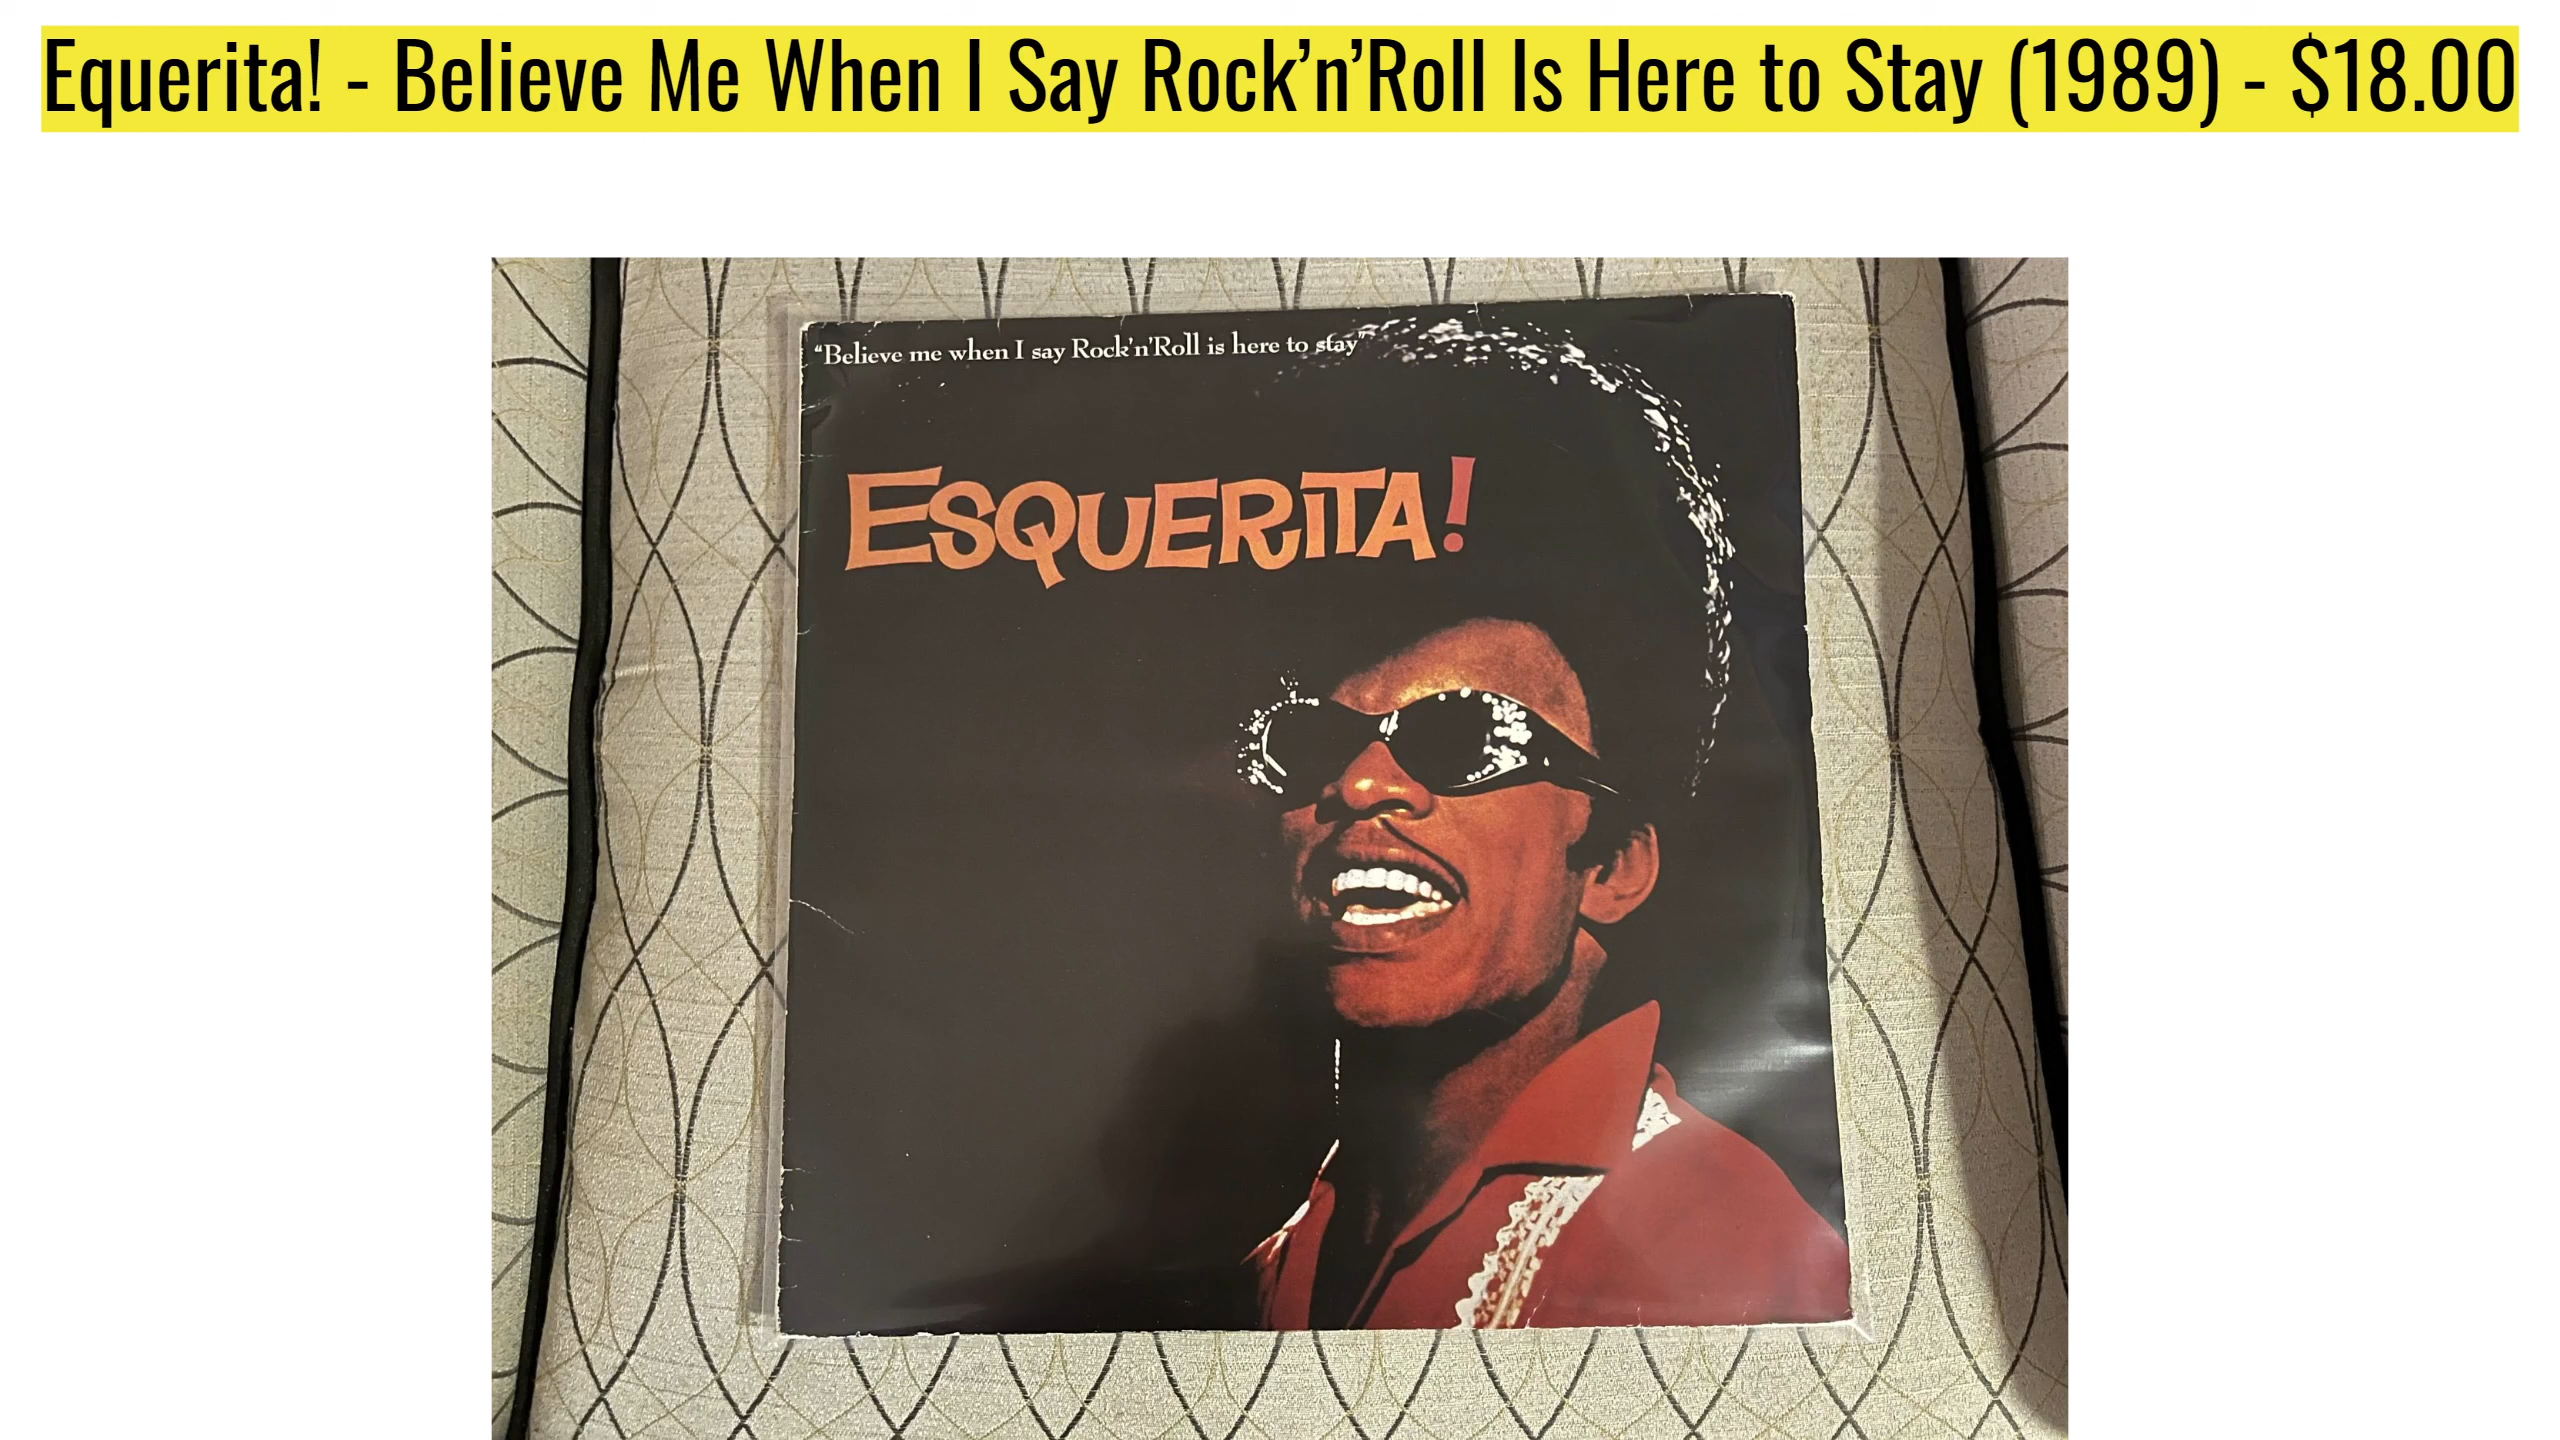 Equerita! - Believe Me When I Say Rock’n’Roll Is Here to Stay (1989) - $18.00
“Believe me when I say Rock’n’Roll is here to stay”
ESQUERiTA!